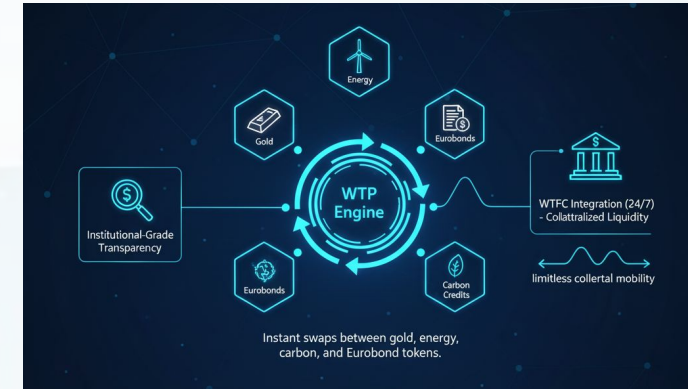 Energy
Gold
Eurobonds
WTP
Engine
Institutional-Grade
Transparency
WTFC Integration (24/7)
- Collattralized Liquidity
limitless collertal mobility
Eurobonds
Carbon
Credits
Instant swaps between gold, energy,
carbon, and Eurobond tokens.